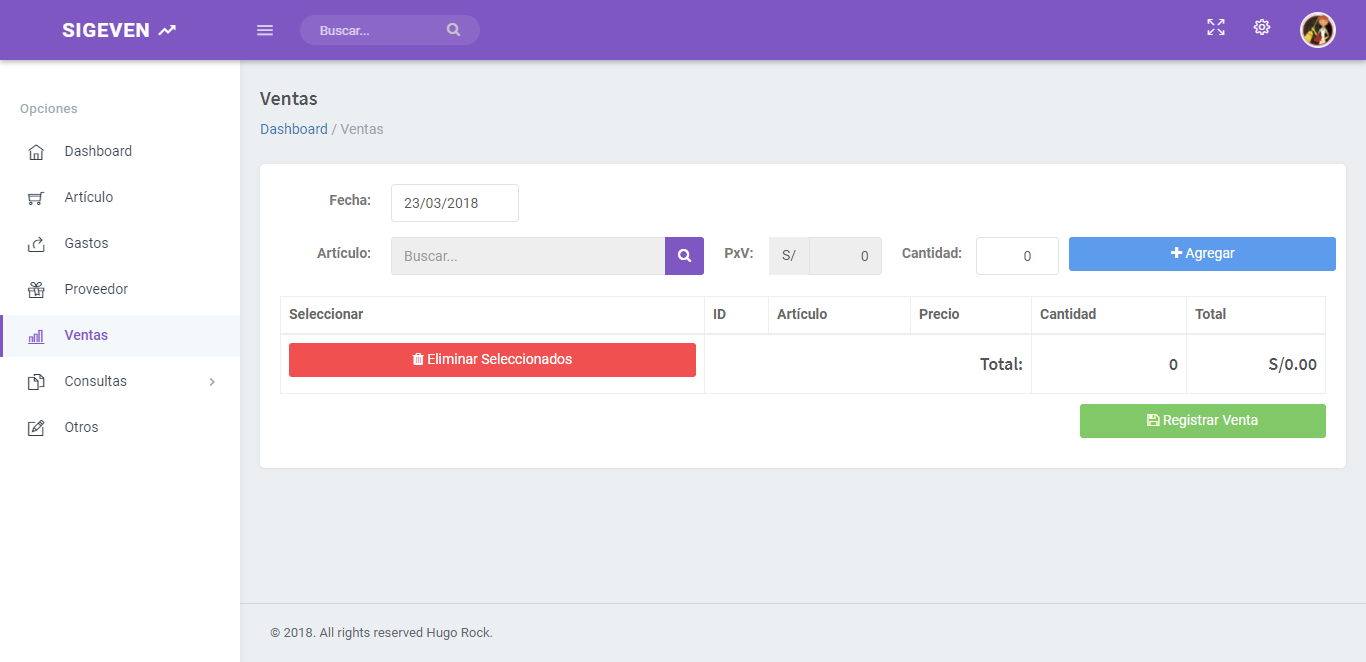 SIGEVEN
Buscar...
Opciones
Dashboard
Artículo
Gastos
Proveedor
Ventas
Consultas
Otros
Ventas
Dashboard / Ventas
Fecha: 23/03/2018
Artículo: Buscar... PxV: S/ 0 Cantidad: 0 Agregar
Seleccionar ID Artículo Precio Cantidad Total
Eliminar Seleccionados Total: 0 S/0.00
Registrar Venta
© 2018. All rights reserved Hugo Rock.